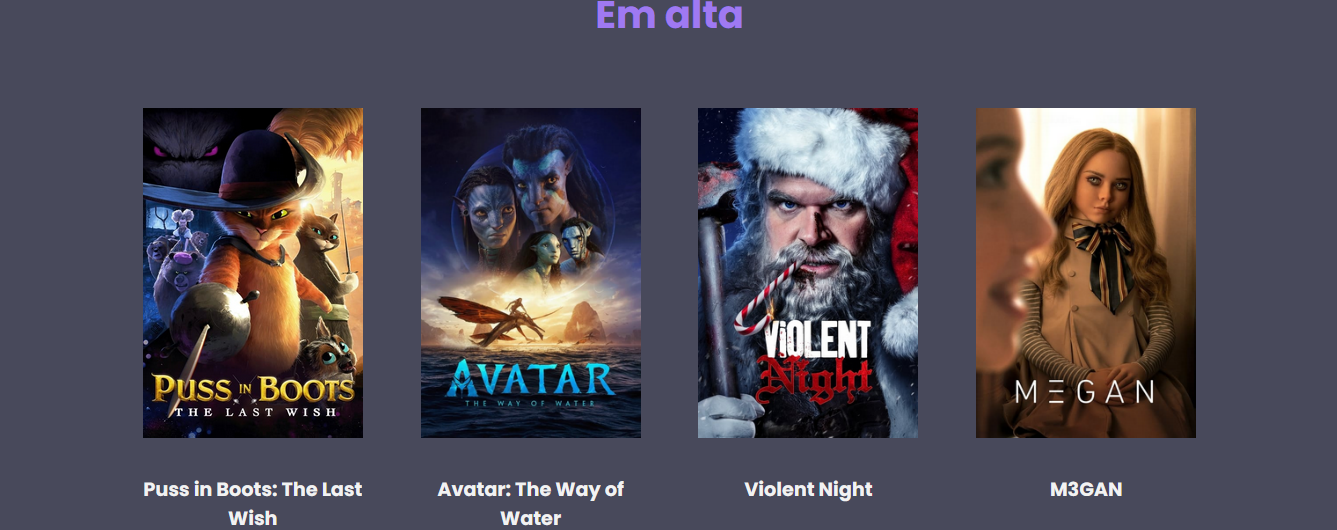 Em alta
PUSS IN BOOTS
THE LAST WISH
AVATAR
THE WAY OF WATER
ViOLENT
Night
MΞGAN
Puss in Boots: The Last
Wish
Avatar: The Way of
Water
Violent Night
M3GAN